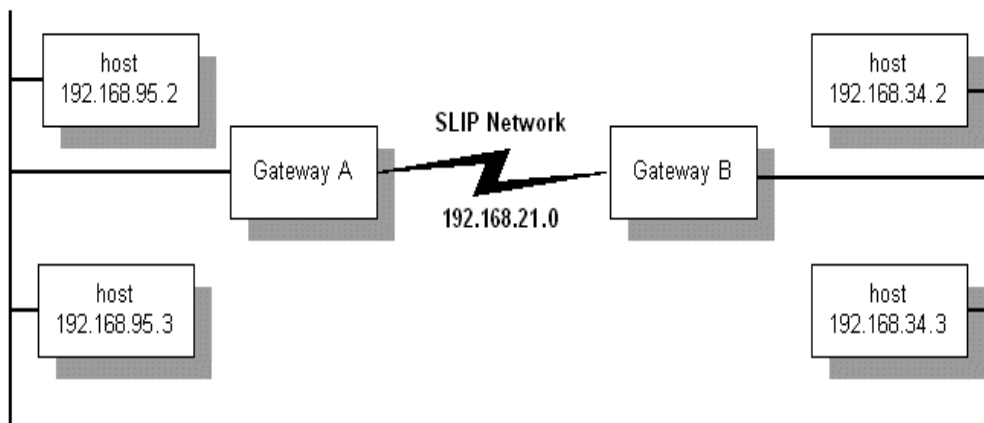 host
192.168.95.2
host
192.168.34.2
SLIP Network
Gateway A
Gateway B
192.168.21.0
host
192.168.95.3
host
192.168.34.3